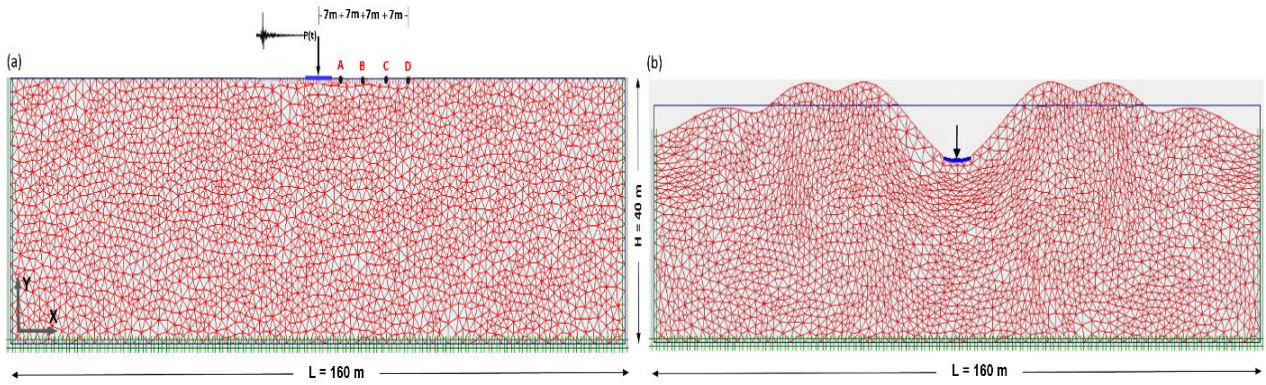 7m+7m+7m+7m
P(t)
(a)
A B C D
Y
X
L = 160 m
H = 40 m
(b)
L = 160 m